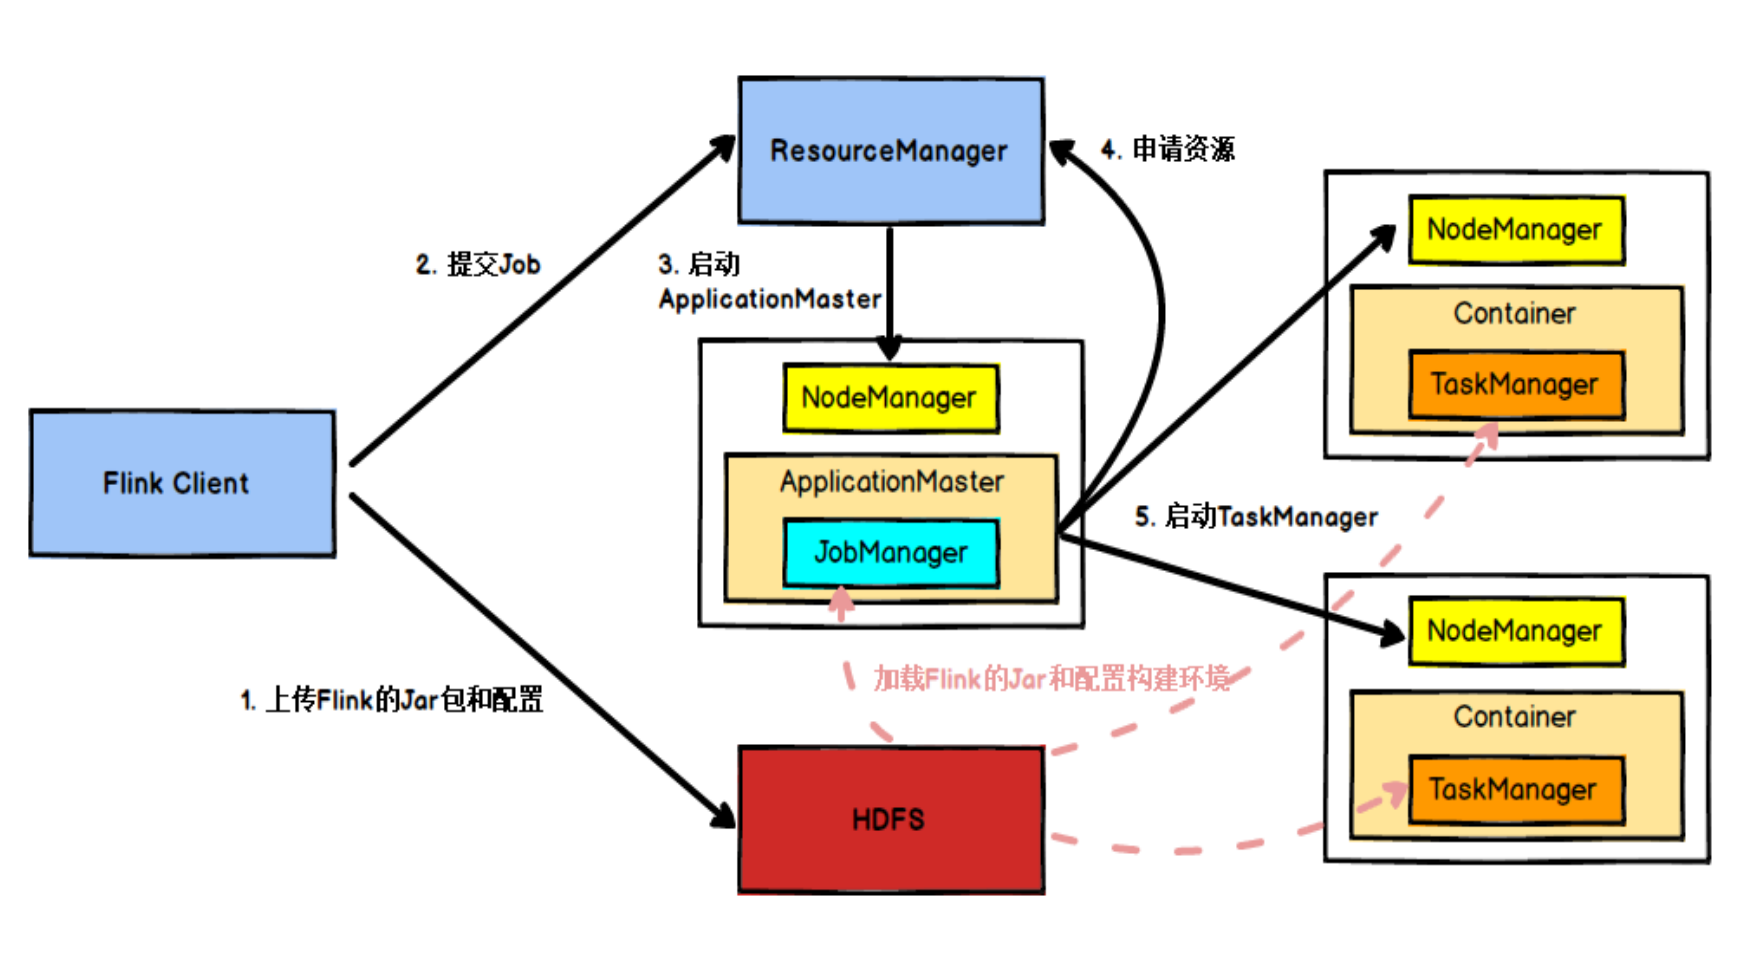 ResourceManager
4. 申请资源
NodeManager
Container
TaskManager
2. 提交Job
3. 启动
ApplicationMaster
NodeManager
ApplicationMaster
JobManager
Flink Client
5. 启动TaskManager
NodeManager
Container
TaskManager
1. 上传Flink的Jar包和配置
加载Flink的Jar和配置构建环境
HDFS